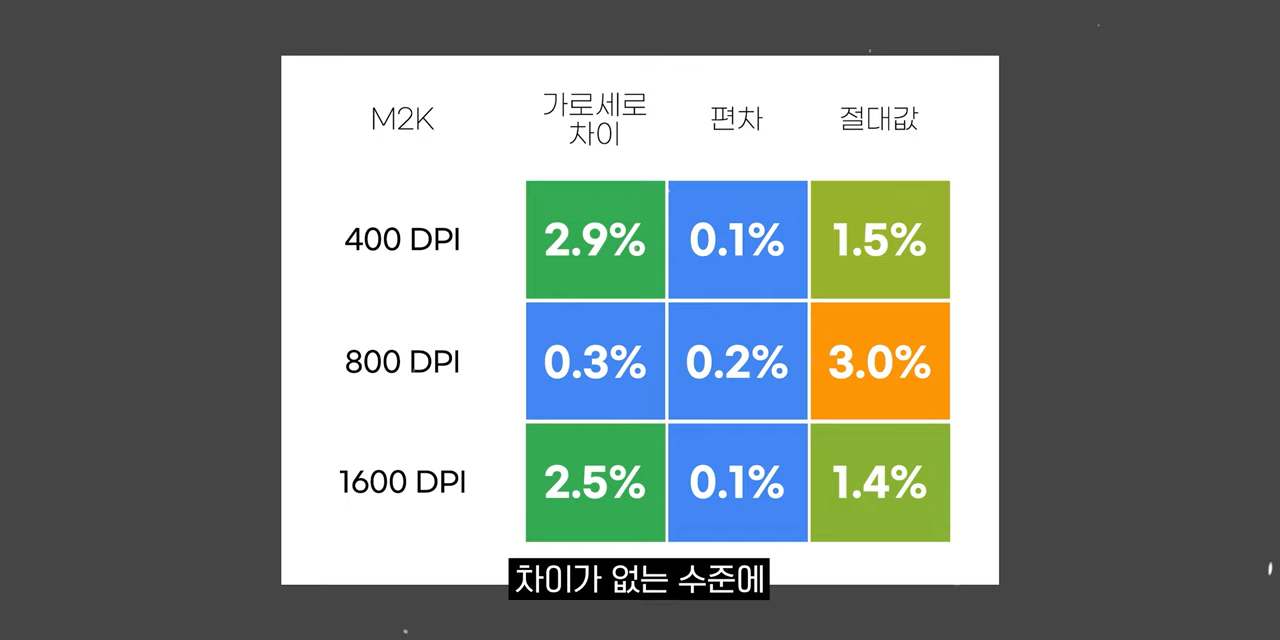 M2K
가로세로
차이
편차
절대값
400 DPI
2.9%
0.1%
1.5%
800 DPI
0.3%
0.2%
3.0%
1600 DPI
2.5%
0.1%
1.4%
차이가 없는 수준에